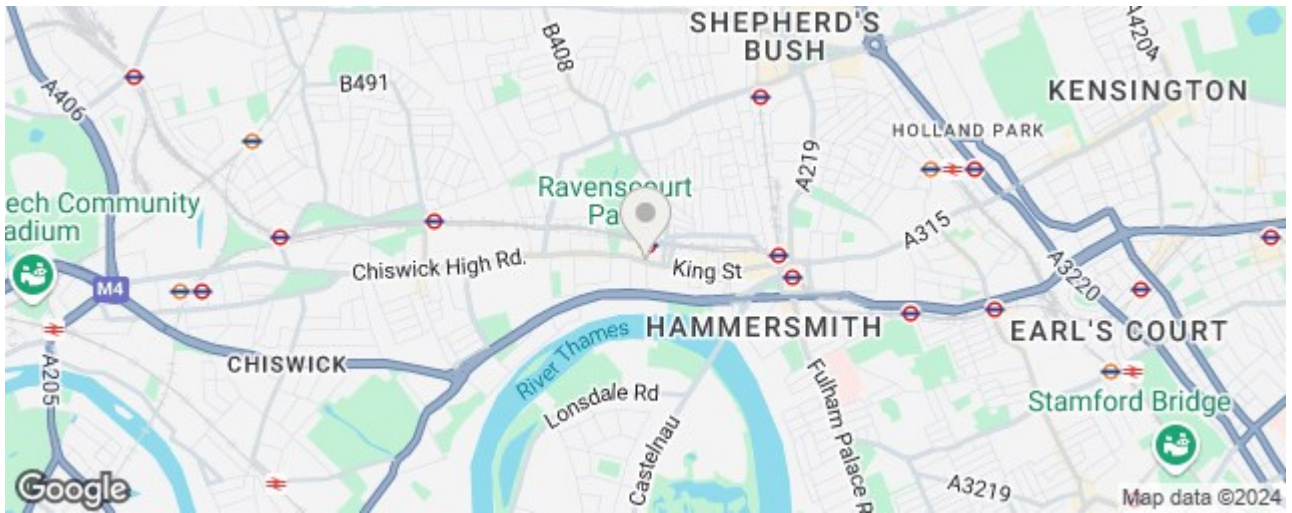 SHEPHERD'S
BUSH
B408
A4204
A406
B491
KENSINGTON
HOLLAND PARK
A219
Ravenscourt
Pa
ech Community
adium
A315
Chiswick High Rd.
King St
A3220
M4
HAMMERSMITH
EARL'S COURT
River Thames
CHISWICK
A205
Lonsdale Rd
Castelnau
Fulham Palace R
Stamford Bridge
A3219
Google
Map data ©2024